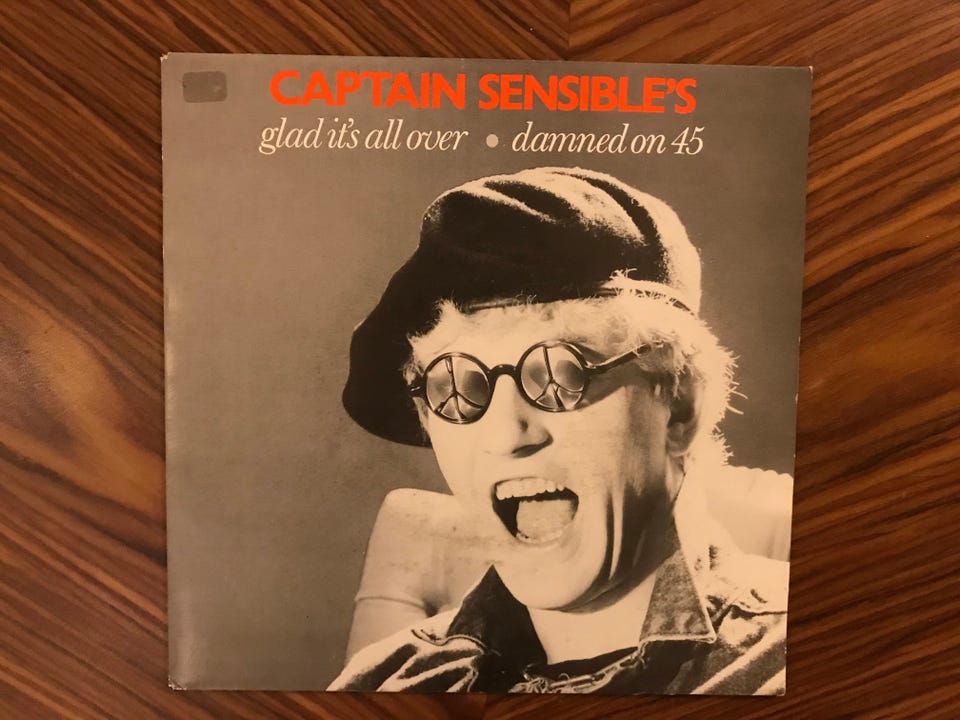 CAPTAIN SENSIBLE'S
glad it's all over • damned on 45